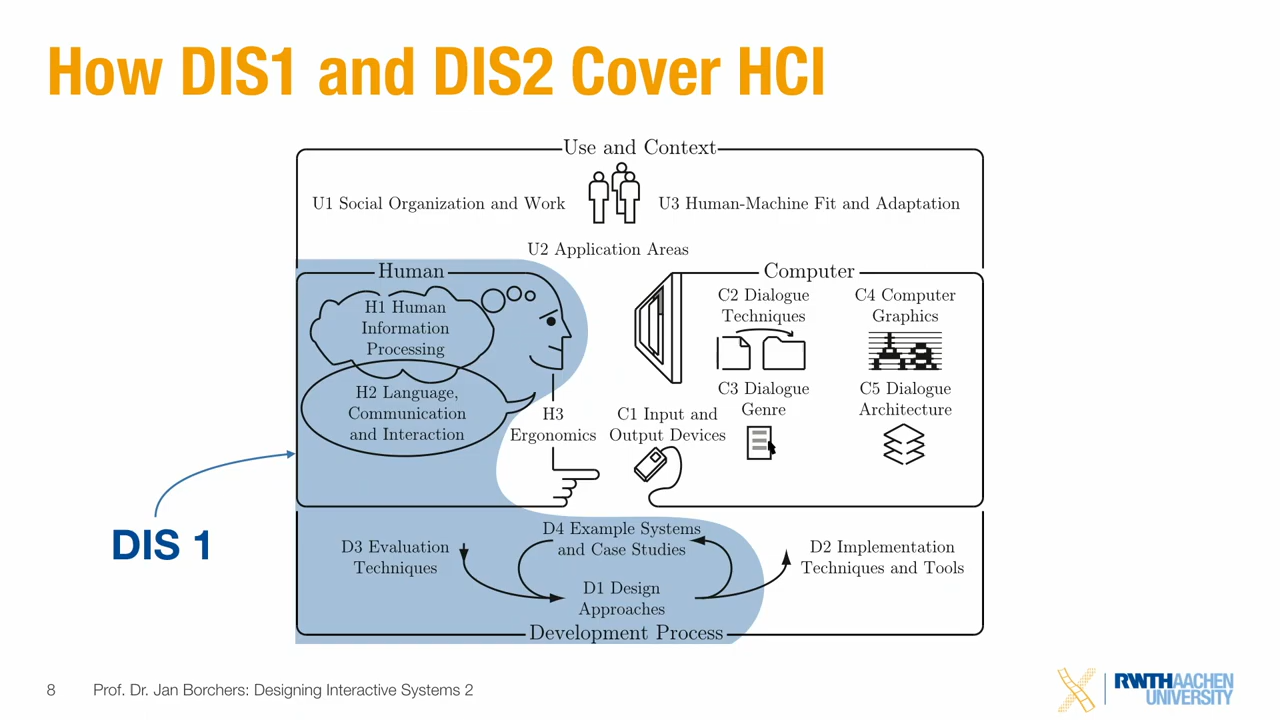 How DIS1 and DIS2 Cover HCI
Use and Context
U1 Social Organization and Work
U3 Human-Machine Fit and Adaptation
U2 Application Areas
Human
H1 Human
Information
Processing
H2 Language,
Communication
and Interaction
H3
Ergonomics
Computer
C1 Input and
Output Devices
C2 Dialogue
Techniques
C3 Dialogue
Genre
C4 Computer
Graphics
Aa
C5 Dialogue
Architecture
DIS 1
D3 Evaluation
Techniques
D4 Example Systems
and Case Studies
D1 Design
Approaches
D2 Implementation
Techniques and Tools
Development Process
8
Prof. Dr. Jan Borchers: Designing Interactive Systems 2
RWTHAACHEN
UNIVERSITY